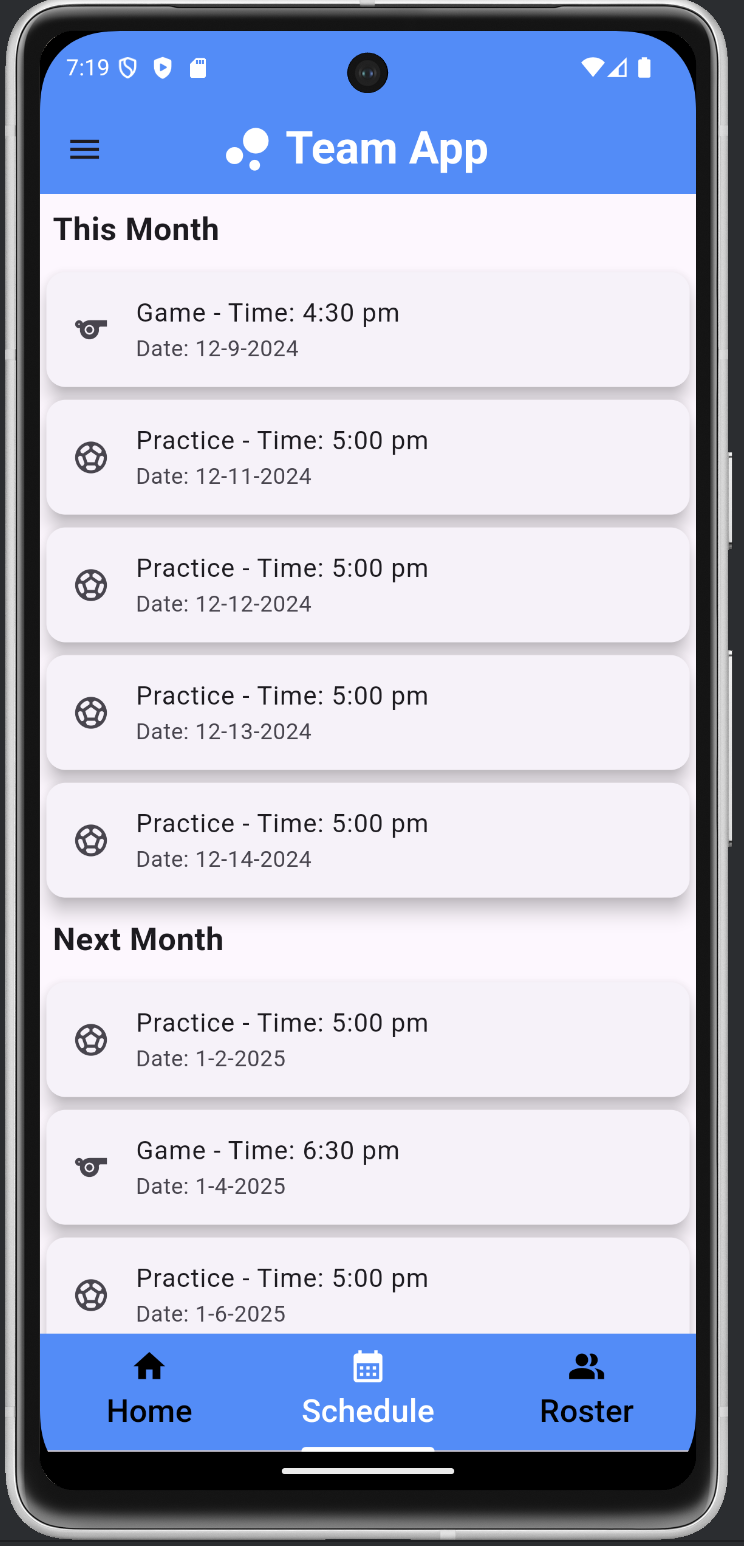 7:19
Team App
This Month
Game - Time: 4:30 pm
Date: 12-9-2024
Practice - Time: 5:00 pm
Date: 12-11-2024
Practice - Time: 5:00 pm
Date: 12-12-2024
Practice - Time: 5:00 pm
Date: 12-13-2024
Practice - Time: 5:00 pm
Date: 12-14-2024
Next Month
Practice - Time: 5:00 pm
Date: 1-2-2025
Game - Time: 6:30 pm
Date: 1-4-2025
Practice - Time: 5:00 pm
Date: 1-6-2025
Home Schedule Roster